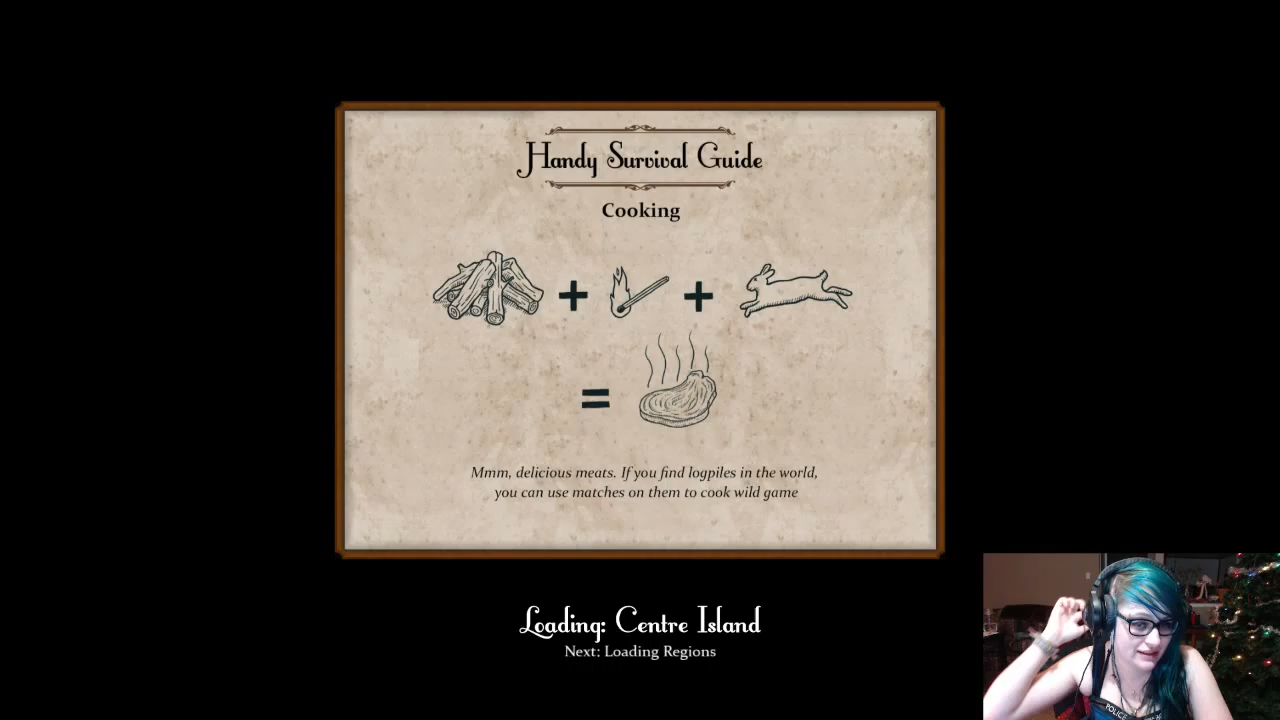 Handy Survival Guide
Cooking
+ +
=
Mmm, delicious meats. If you find logpiles in the world,
you can use matches on them to cook wild game
Loading: Centre Island
Next: Loading Regions